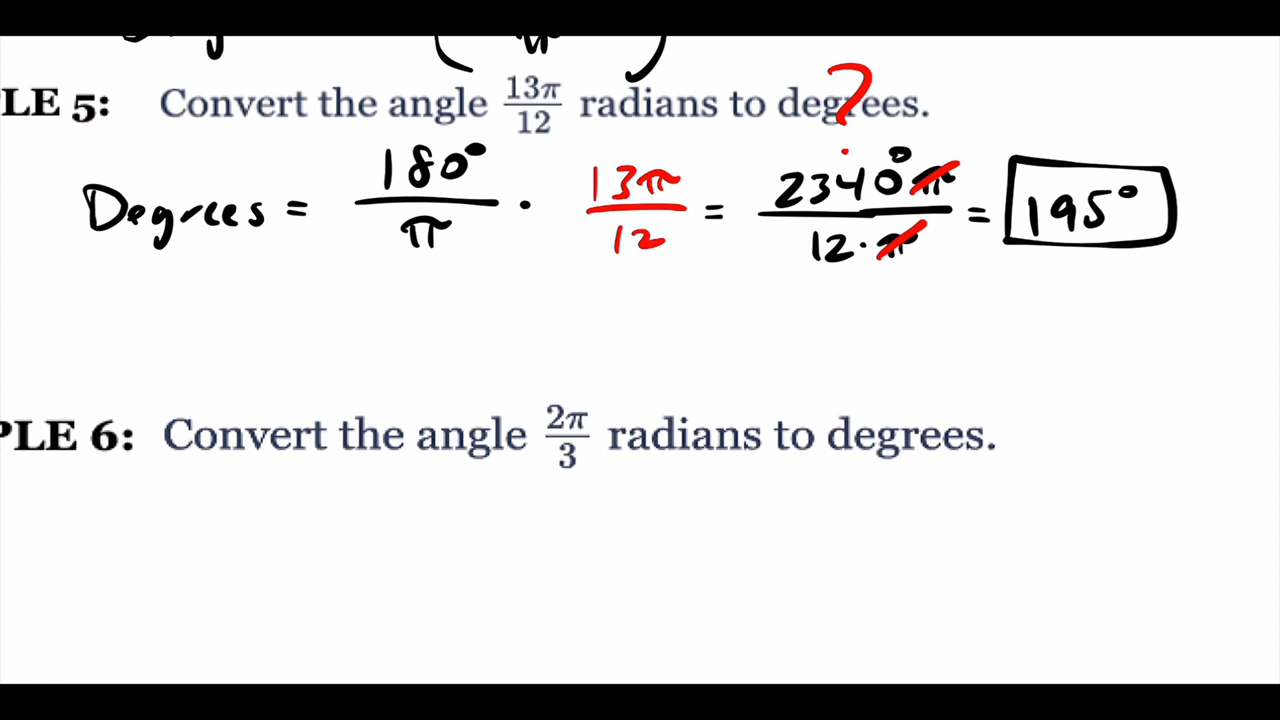 LE 5: Convert the angle 13π/12 radians to degrees.
?
Degrees = 180°/π · 13π/12 = 2340°π/12·π = 195°
PLE 6: Convert the angle 2π/3 radians to degrees.